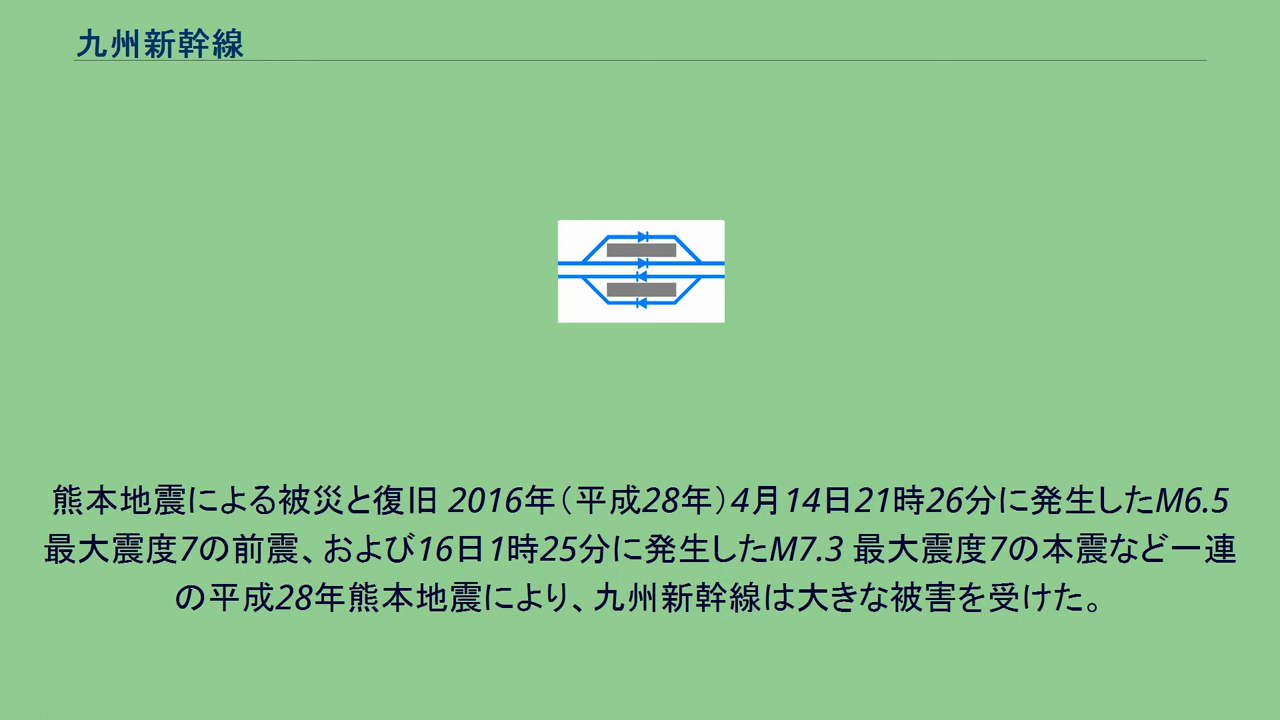 九州新幹線
熊本地震による被災と復旧 2016年（平成28年）4月14日21時26分に発生したM6.5
最大震度7の前震、および16日1時25分に発生したM7.3 最大震度7の本震など一連
の平成28年熊本地震により、九州新幹線は大きな被害を受けた。